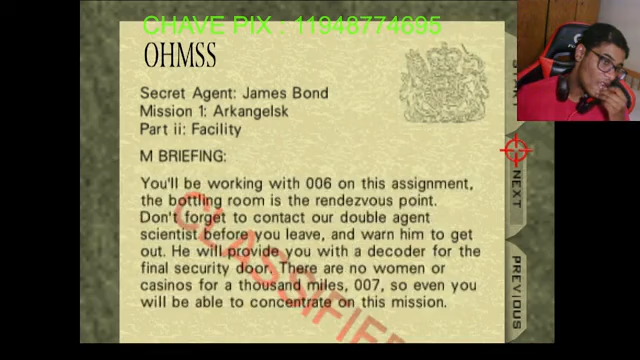 CHAVE PIX : 11948774695
OHMSS
Secret Agent: James Bond
Mission 1: Arkangelsk
Part ii: Facility
M BRIEFING:
You'll be working with 006 on this assignment,
the bottling room is the rendezvous point.
Don't forget to contact our double agent
scientist before you leave, and warn him to get
out. He will provide you with a decoder for the
final security door. There are no women or
casinos for a thousand miles, 007, so even you
will be able to concentrate on this mission.
CLASSIFIED
NEXT
PREVIOUS